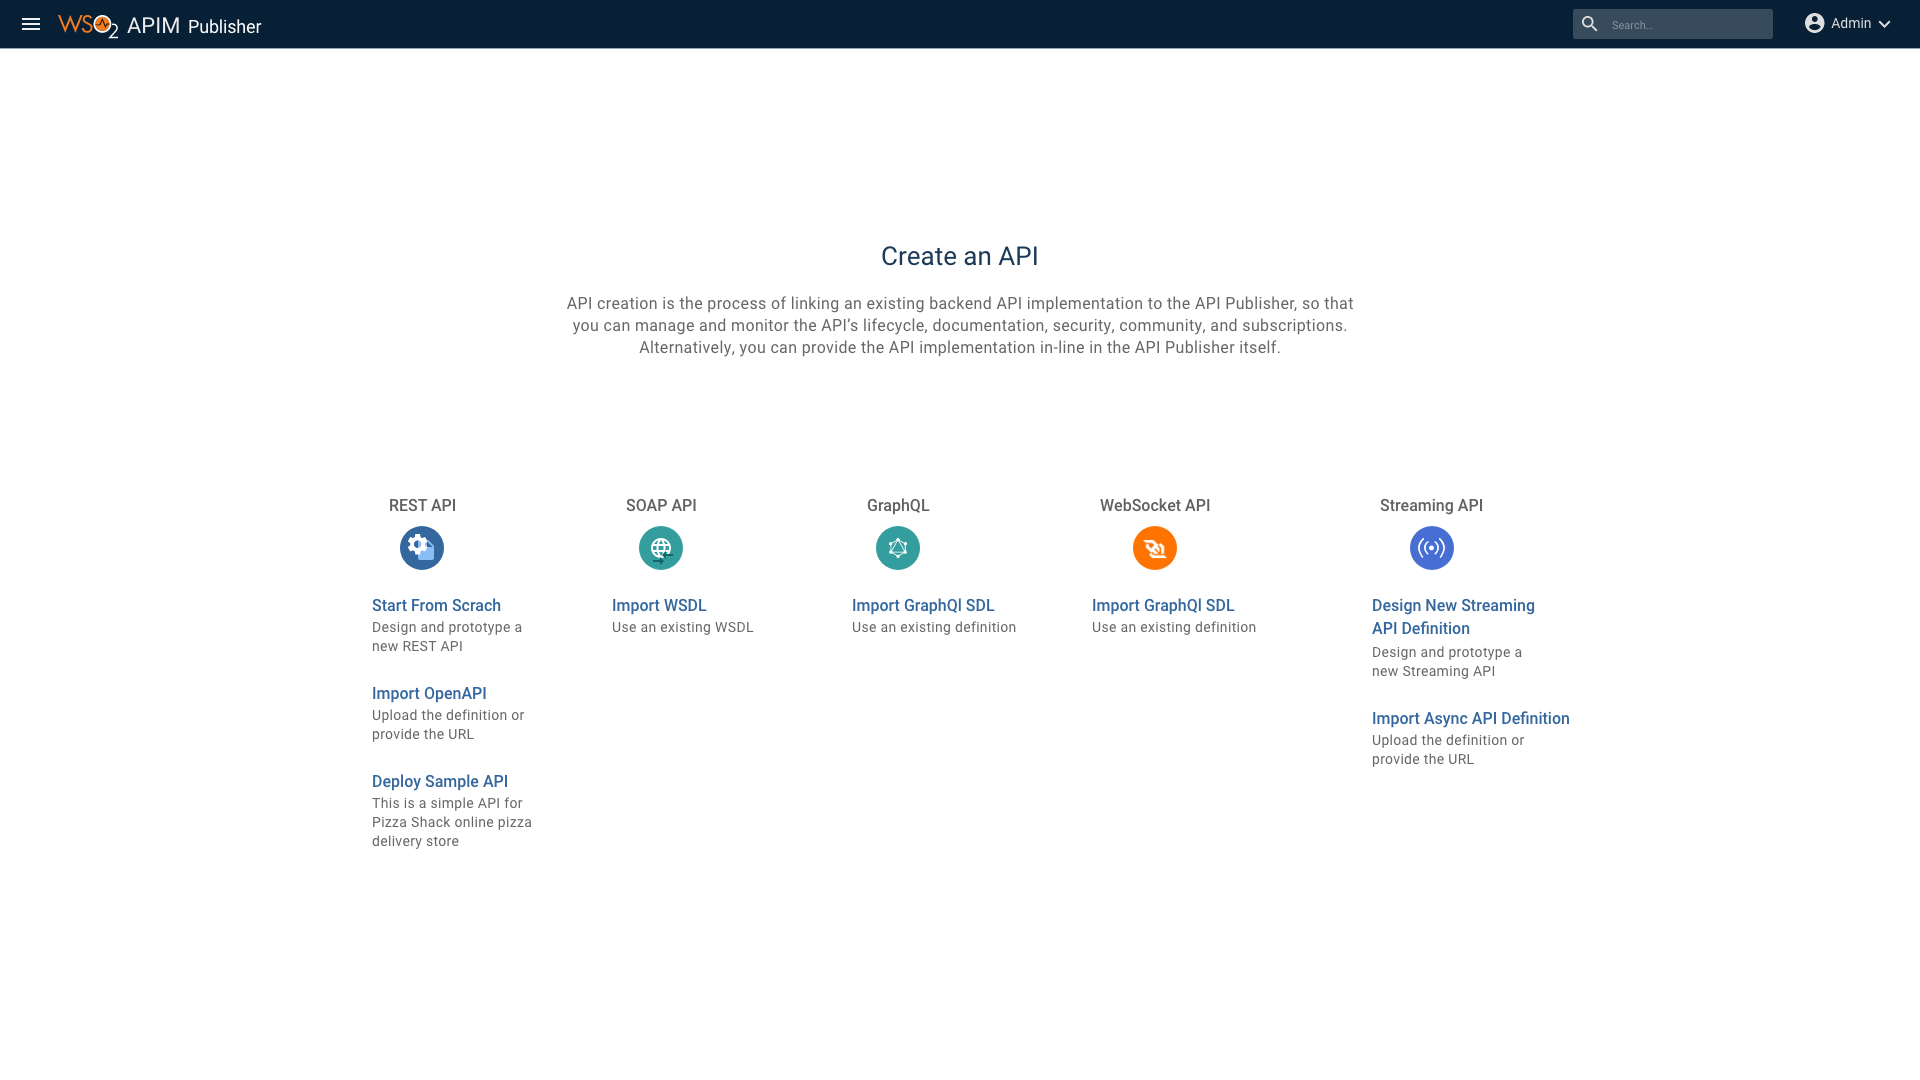 WSO2 APIM Publisher
Search...
Admin
Create an API
API creation is the process of linking an existing backend API implementation to the API Publisher, so that
you can manage and monitor the API’s lifecycle, documentation, security, community, and subscriptions.
Alternatively, you can provide the API implementation in-line in the API Publisher itself.
REST API
Start From Scrach
Design and prototype a
new REST API
Import OpenAPI
Upload the definition or
provide the URL
Deploy Sample API
This is a simple API for
Pizza Shack online pizza
delivery store
SOAP API
Import WSDL
Use an existing WSDL
GraphQL
Import GraphQl SDL
Use an existing definition
WebSocket API
Import GraphQl SDL
Use an existing definition
Streaming API
Design New Streaming
API Definition
Design and prototype a
new Streaming API
Import Async API Definition
Upload the definition or
provide the URL